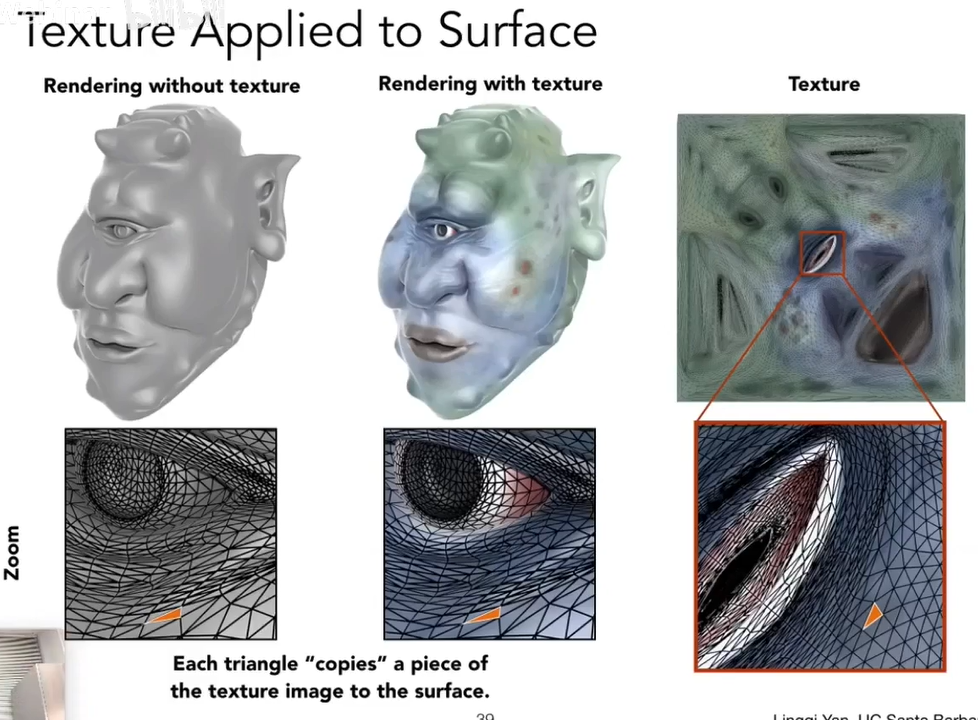 Texture Applied to Surface
Rendering without texture
Rendering with texture
Texture
Zoom
Each triangle “copies” a piece of
the texture image to the surface.
39
Lingqi Yan, UC Santa Barba